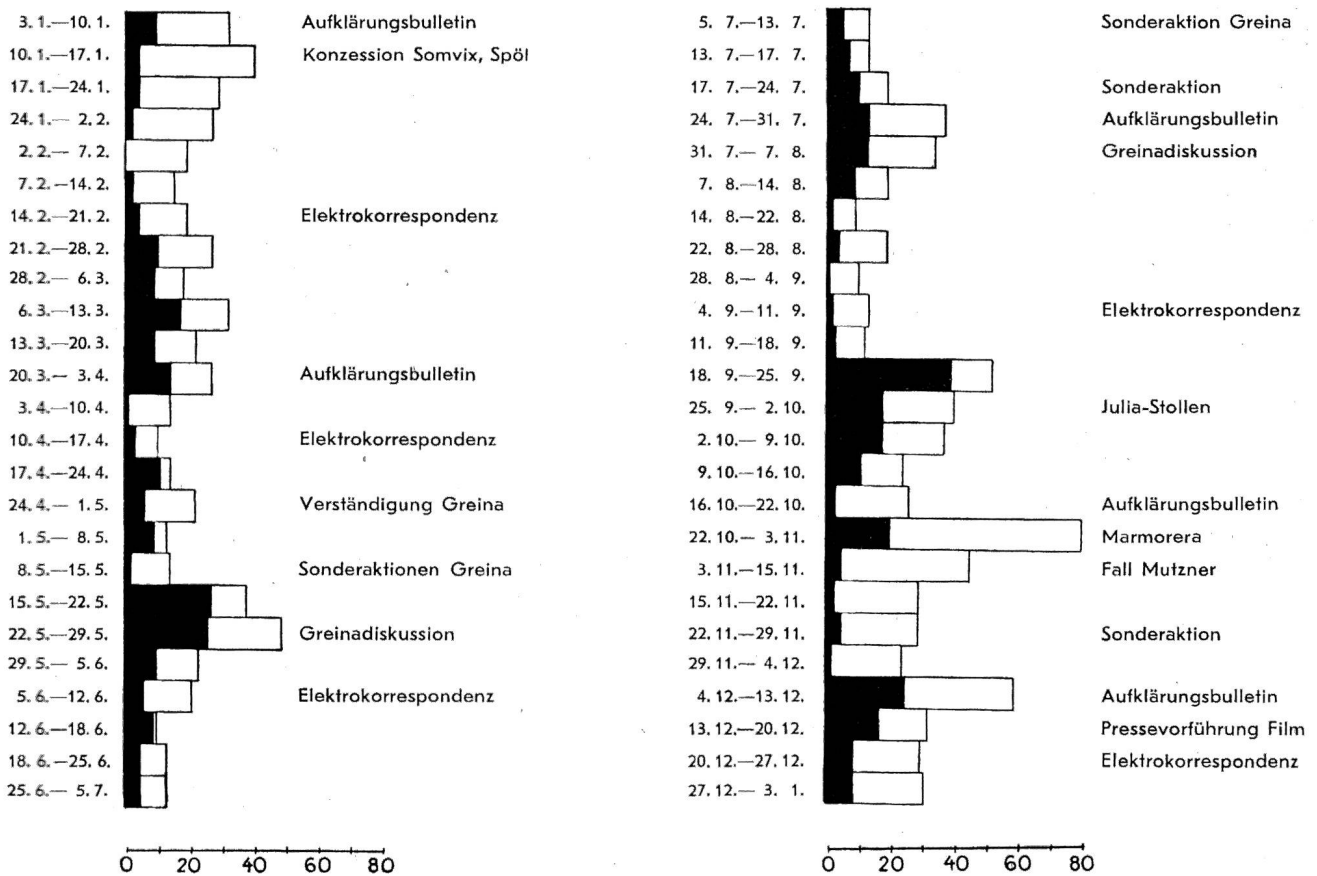 3.1.—10.1. Aufklärungsbulletin
10.1.—17.1. Konzession Somvix, Spöl
17.1.—24.1.
24.1.— 2.2.
2.2.— 7.2.
7.2.—14.2.
14.2.—21.2. Elektrokorrespondenz
21.2.—28.2.
28.2.— 6.3.
6.3.—13.3.
13.3.—20.3.
20.3.— 3.4. Aufklärungsbulletin
3.4.—10.4.
10.4.—17.4. Elektrokorrespondenz
17.4.—24.4.
24.4.— 1.5. Verständigung Greina
1.5.— 8.5.
8.5.—15.5. Sonderaktionen Greina
15.5.—22.5.
22.5.—29.5. Greinadiskussion
29.5.— 5.6.
5.6.—12.6. Elektrokorrespondenz
12.6.—18.6.
18.6.—25.6.
25.6.— 5.7.
0 20 40 60 80
5. 7.—13. 7. Sonderaktion Greina
13. 7.—17. 7.
17. 7.—24. 7. Sonderaktion
24. 7.—31. 7. Aufklärungsbulletin
31. 7.— 7. 8. Greinadiskussion
7. 8.—14. 8.
14. 8.—22. 8.
22. 8.—28. 8.
28. 8.— 4. 9.
4. 9.—11. 9. Elektrokorrespondenz
11. 9.—18. 9.
18. 9.—25. 9.
25. 9.— 2.10. Julia-Stollen
2.10.— 9.10.
9.10.—16.10.
16.10.—22.10. Aufklärungsbulletin
22.10.— 3.11. Marmorera
3.11.—15.11. Fall Mutzner
15.11.—22.11.
22.11.—29.11. Sonderaktion
29.11.— 4.12.
4.12.—13.12. Aufklärungsbulletin
13.12.—20.12. Pressevorführung Film
20.12.—27.12. Elektrokorrespondenz
27.12.— 3. 1.
0 20 40 60 80